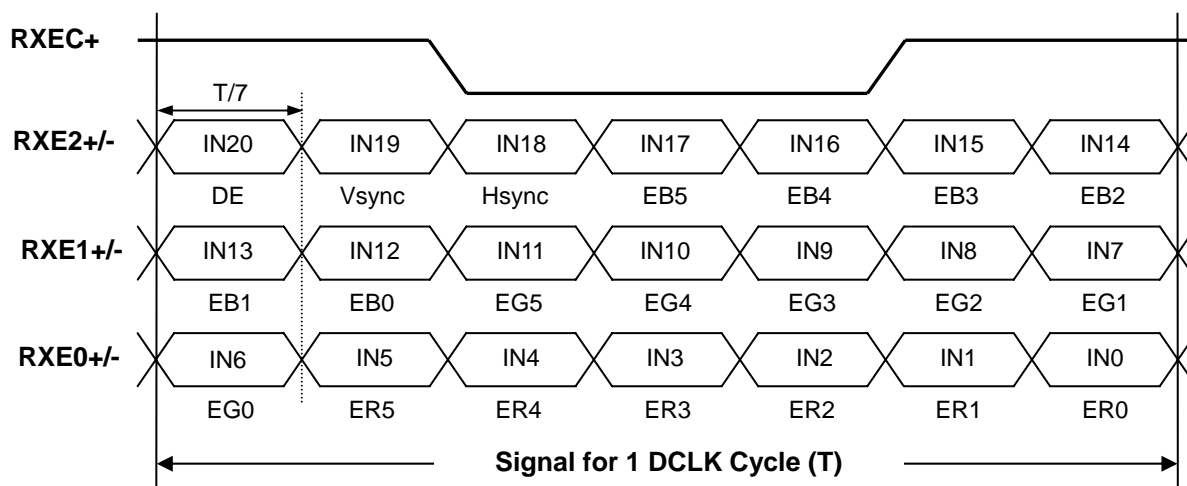 RXEC+
T/7
RXE2+/- IN20 IN19 IN18 IN17 IN16 IN15 IN14
DE Vsync Hsync EB5 EB4 EB3 EB2
RXE1+/- IN13 IN12 IN11 IN10 IN9 IN8 IN7
EB1 EB0 EG5 EG4 EG3 EG2 EG1
RXE0+/- IN6 IN5 IN4 IN3 IN2 IN1 IN0
EG0 ER5 ER4 ER3 ER2 ER1 ER0
Signal for 1 DCLK Cycle (T)